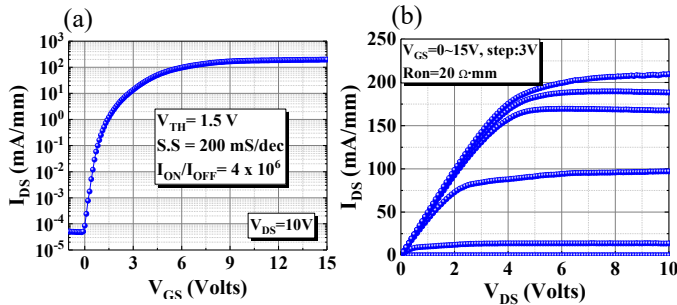 (a)
10³
10²
10¹
10⁰
10⁻¹
10⁻²
10⁻³
10⁻⁴
10⁻⁵
I_DS (mA/mm)
V_TH= 1.5 V
S.S = 200 mS/dec
I_ON/I_OFF= 4 x 10⁶
V_DS=10V
0 3 6 9 12 15
V_GS (Volts)
(b)
250
200
150
100
50
0
I_DS (mA/mm)
V_GS=0~15V, step:3V
Ron=20 Ω·mm
0 2 4 6 8 10
V_DS (Volts)